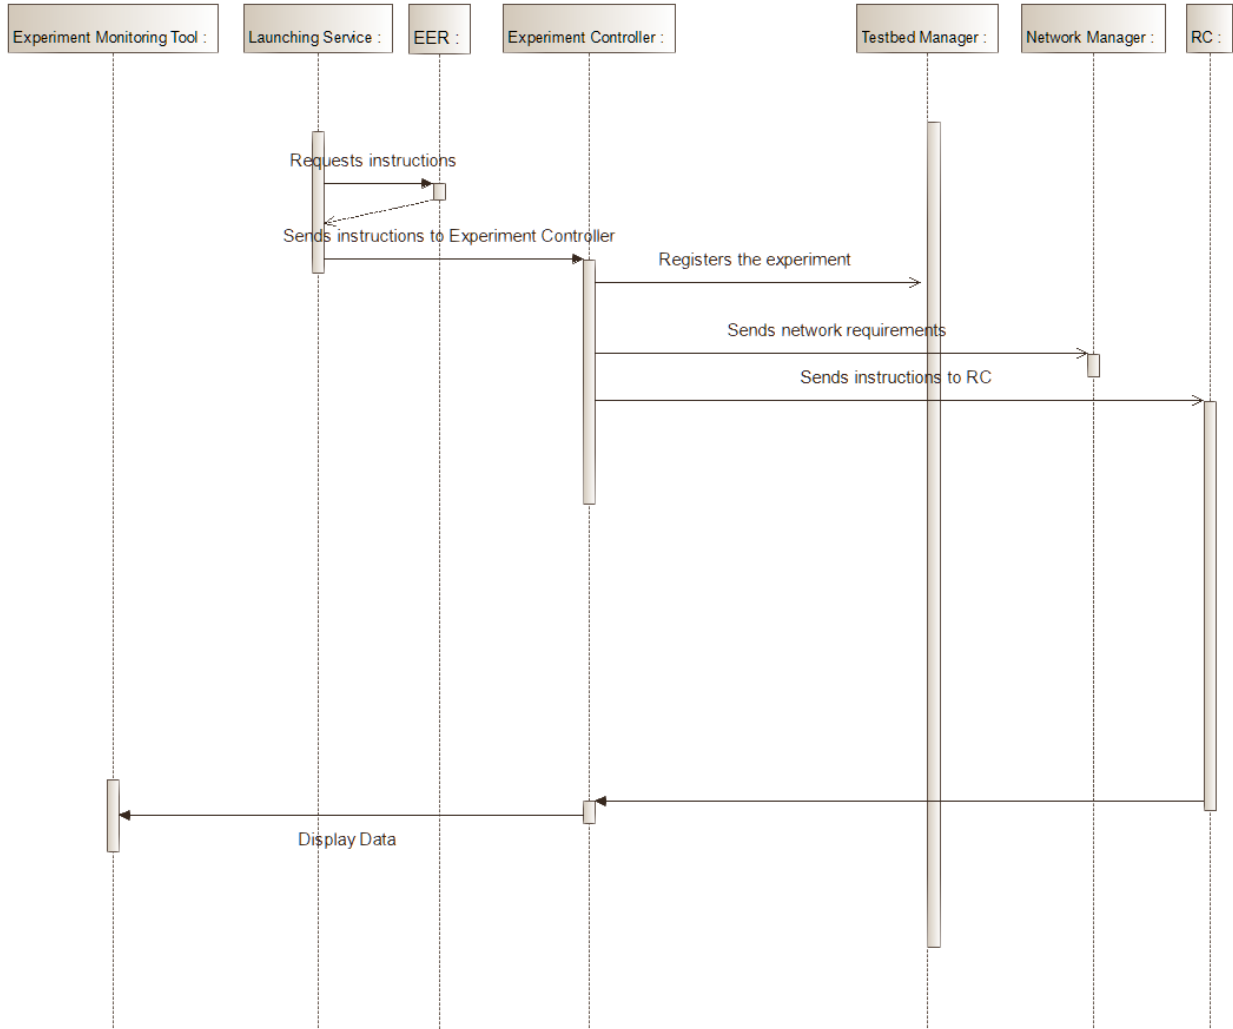 Experiment Monitoring Tool :
Launching Service :
EER :
Experiment Controller :
Testbed Manager :
Network Manager :
RC :
Requests instructions
Sends instructions to Experiment Controller
Registers the experiment
Sends network requirements
Sends instructions to RC
Display Data